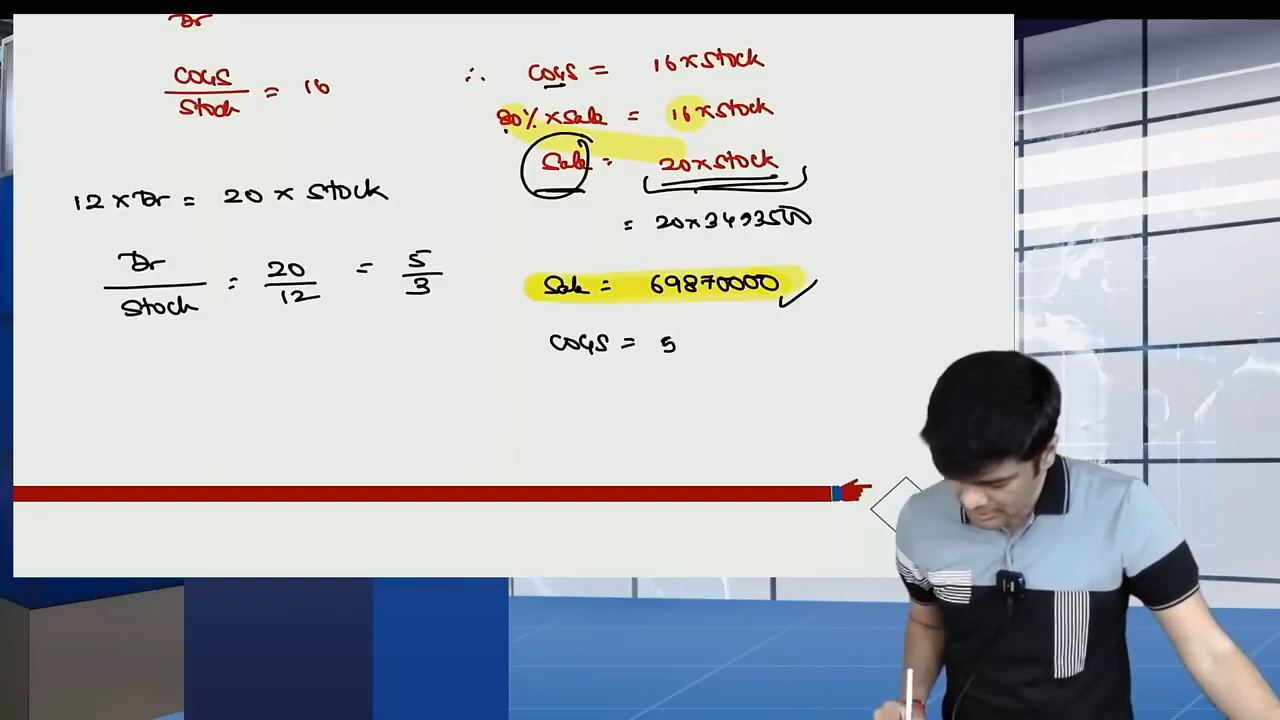 Dr
COGS / Stock = 16
∴ COGS = 16 x Stock
80% x Sale = 16 x Stock
Sale = 20 x Stock
= 20 x 3493500
12 x Dr = 20 x Stock
Dr / Stock = 20 / 12 = 5 / 3
Sale = 69870000
COGS = 5